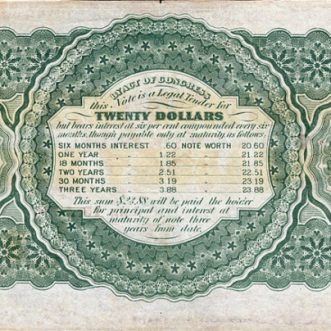 BY ACT OF CONGRESS
this Note is a Legal Tender for
TWENTY DOLLARS
but bears interest at six per cent compounded every six
months, though payable only at maturity as follows:
SIX MONTHS INTEREST .60 NOTE WORTH 20 60
ONE YEAR " 1.22 " " 21.22
18 MONTHS " 1.85 " " 21.85
TWO YEARS " 2.51 " " 22.51
30 MONTHS " 3.19 " " 23.19
THREE YEARS " 3.88 " " 23.88
This sum $23.88 will be paid the holder
for principal and interest at
maturity of note three
years from date.